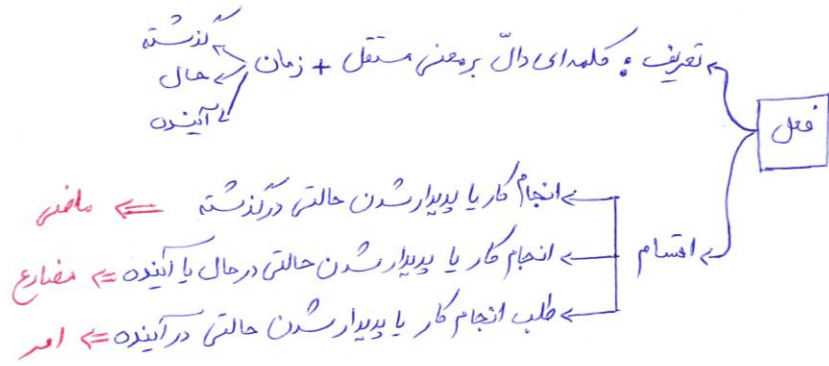 فعل
تعریف : کلمه‌ای دالّ بر معنی مستقل + زمان
گذشته
حال
آینده
اقسام
انجام کار یا پدیدار شدن حالتی در گذشته ⇐ ماضی
انجام کار یا پدیدار شدن حالتی در حال یا آینده ⇐ مضارع
طلب انجام کار یا پدیدار شدن حالتی در آینده ⇐ امر